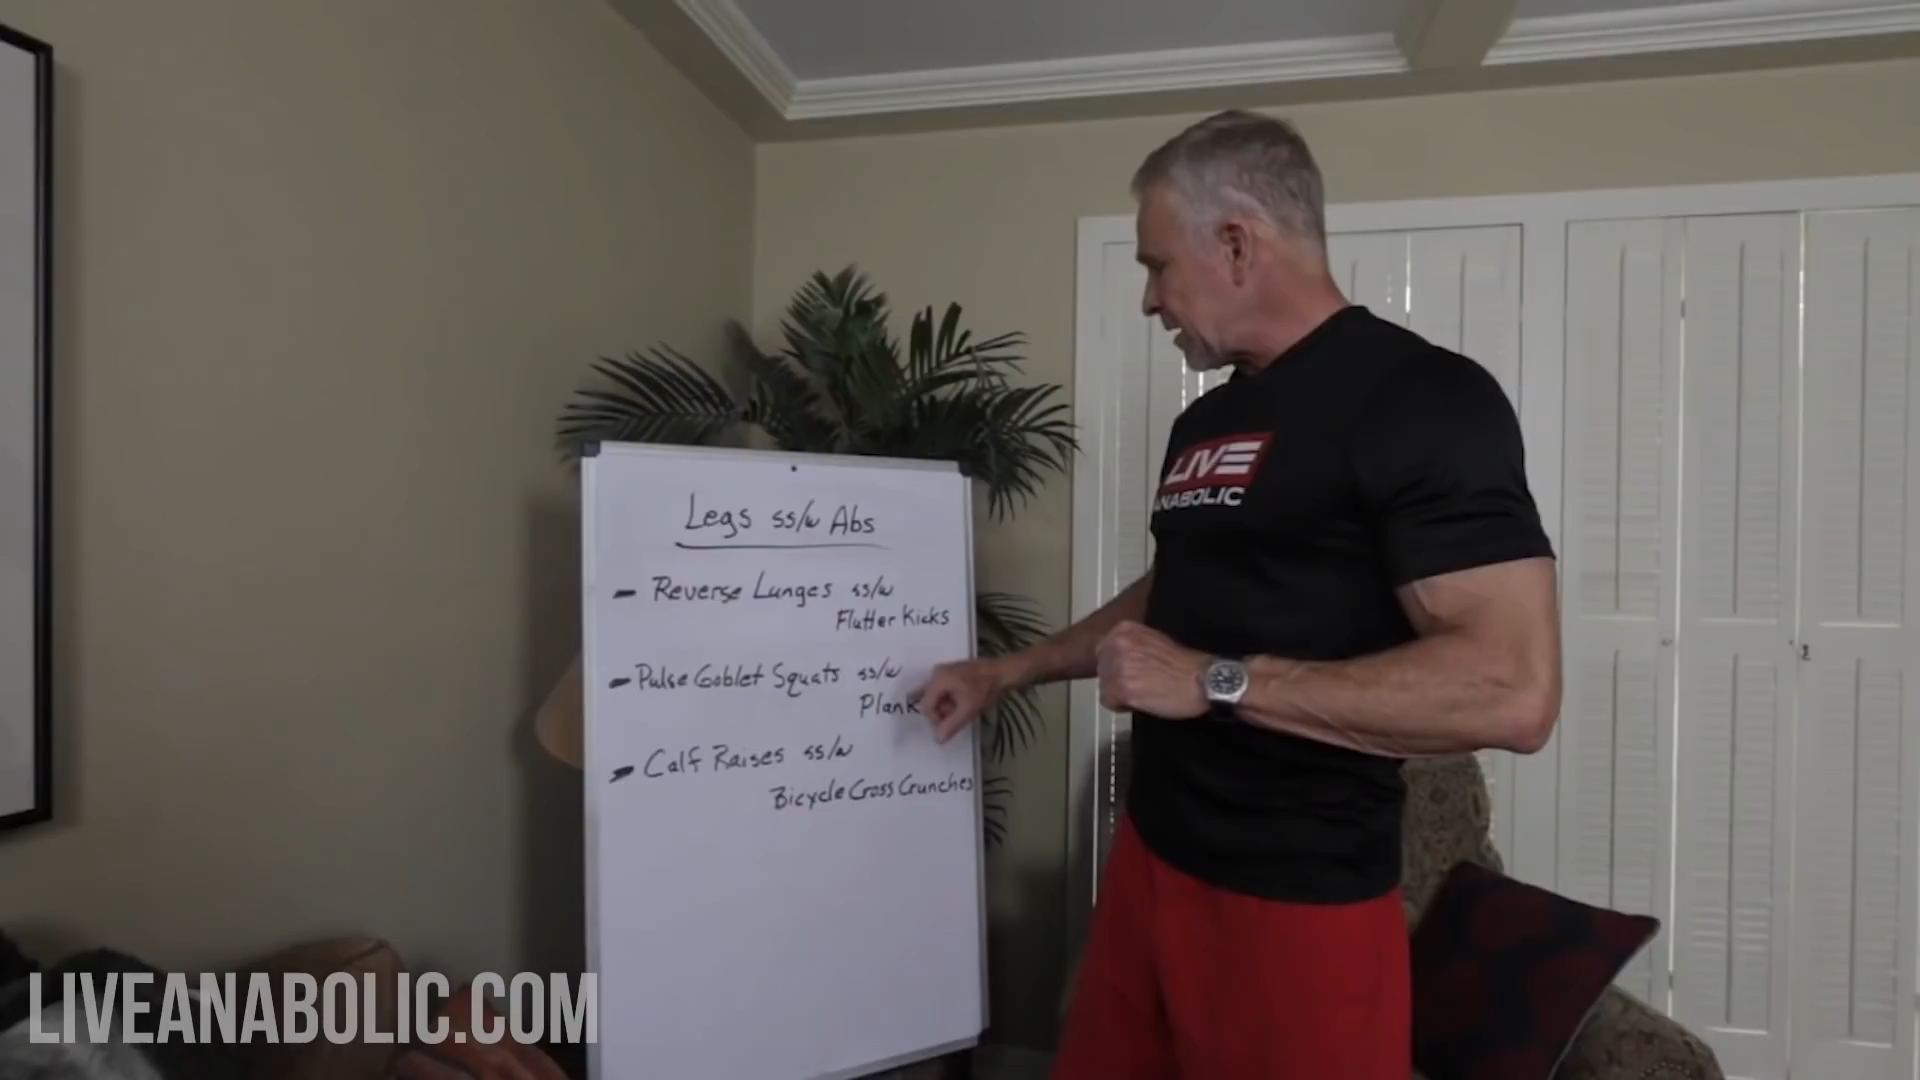 Legs ss/w Abs
- Reverse Lunges ss/w
Flutter Kicks
- Pulse Goblet Squats ss/w
Plank
- Calf Raises ss/w
Bicycle Cross Crunches
LIVE
ANABOLIC
LIVEANABOLIC.COM